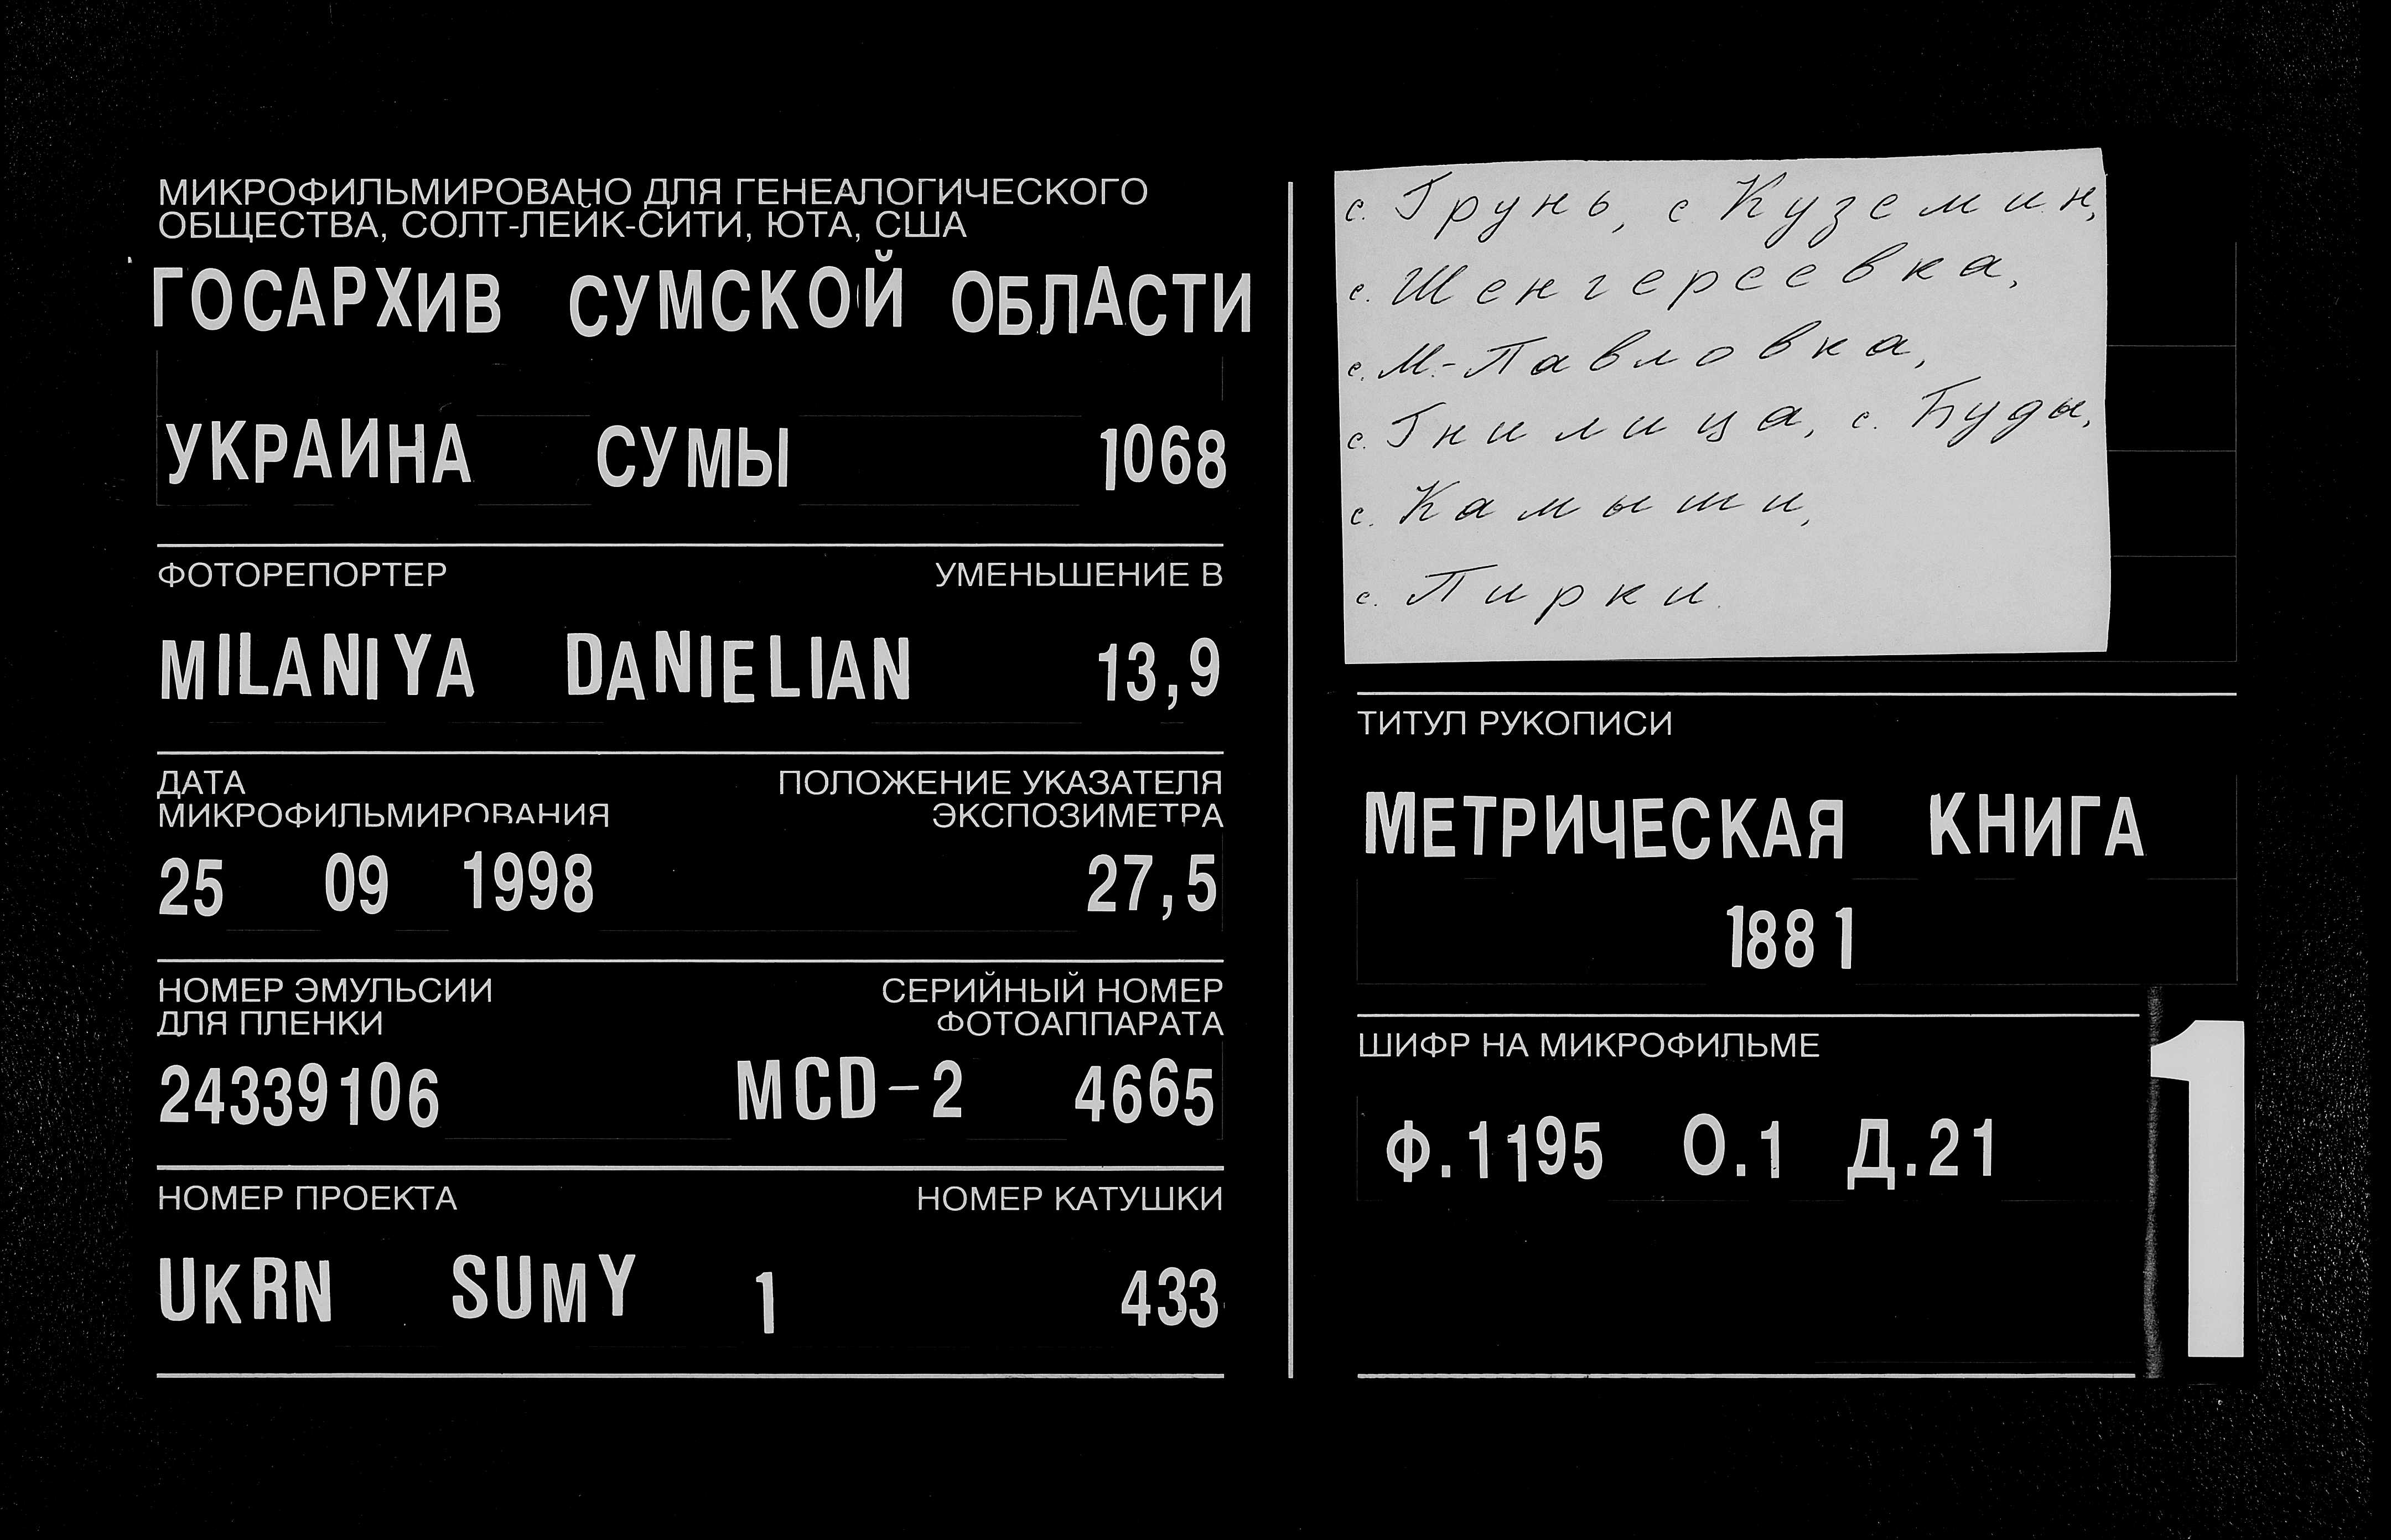 МИКРОФИЛЬМИРОВАНО ДЛЯ ГЕНЕАЛОГИЧЕСКОГО
ОБЩЕСТВА, СОЛТ-ЛЕЙК-СИТИ, ЮТА, США
ГОСАРХИВ СУМСКОЙ ОБЛАСТИ
УКРАИНА СУМЫ 1068
ФОТОРЕПОРТЕР УМЕНЬШЕНИЕ В
MILANIYA DANIELIAN 13,9
ДАТА ПОЛОЖЕНИЕ УКАЗАТЕЛЯ
МИКРОФИЛЬМИРОВАНИЯ ЭКСПОЗИМЕТРА
25 09 1998 27,5
НОМЕР ЭМУЛЬСИИ СЕРИЙНЫЙ НОМЕР
ДЛЯ ПЛЕНКИ ФОТОАППАРАТА
24339106 MCD-2 4665
НОМЕР ПРОЕКТА НОМЕР КАТУШКИ
UKRN SUMY 1 433
с. Грунь, с Куземин,
с. Шенгереевка,
с. М.-Павловка,
с. Гнилица, с. Буды,
с. Камыши,
с. Пирки.
ТИТУЛ РУКОПИСИ
МЕТРИЧЕСКАЯ КНИГА
1881
ШИФР НА МИКРОФИЛЬМЕ
Ф.1195 О.1 Д.21
1